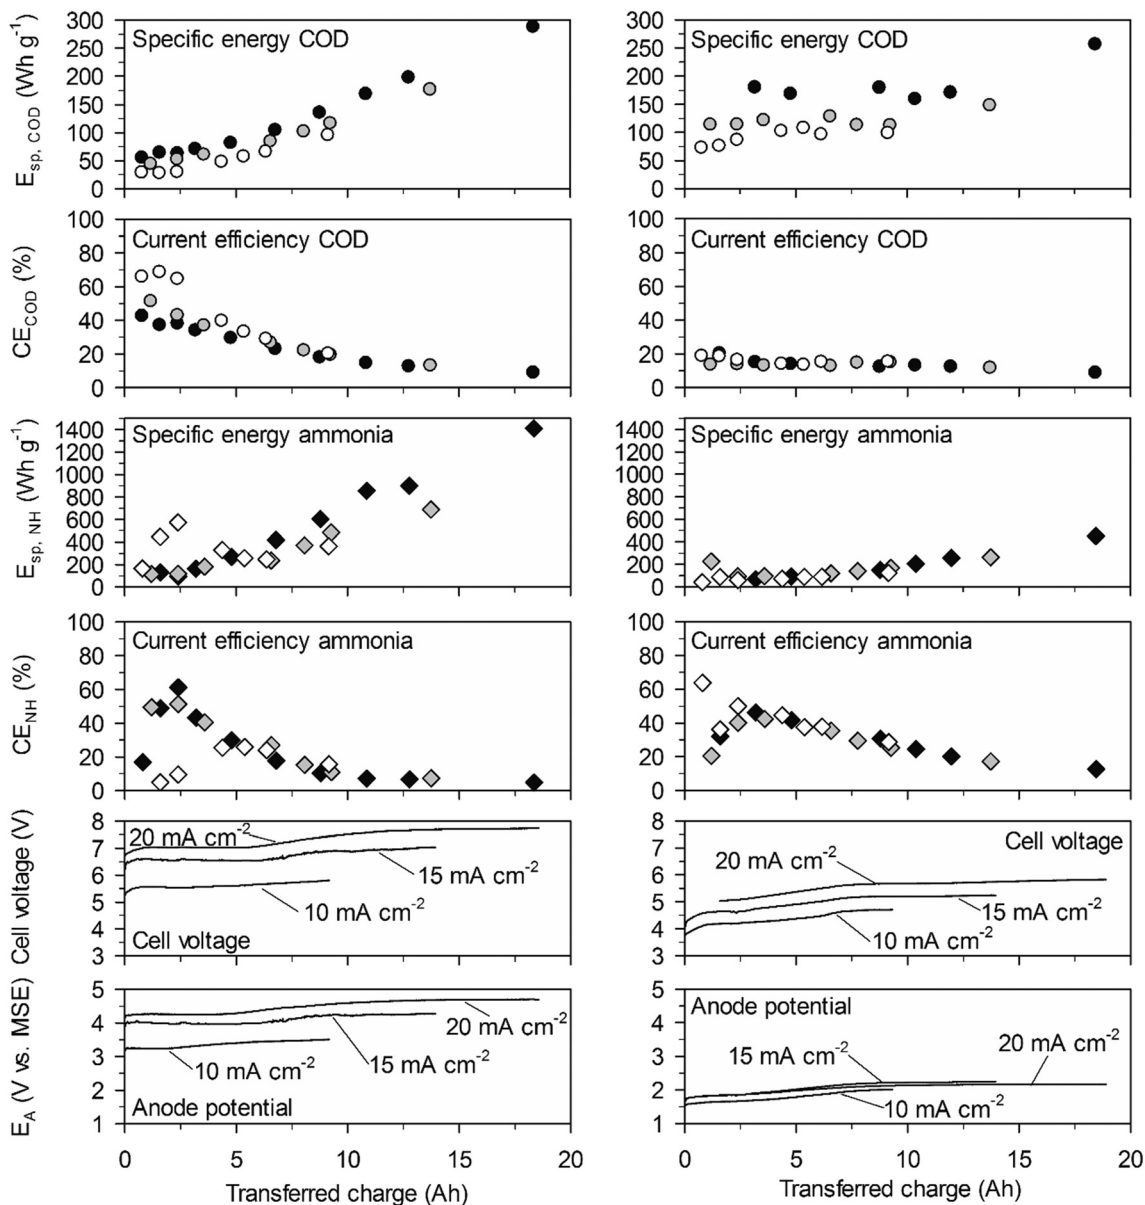 E_sp, COD (Wh g⁻¹)
300
250
200
150
100
50
0
Specific energy COD
300
250
200
150
100
50
0
Specific energy COD
CE_COD (%)
100
80
60
40
20
0
Current efficiency COD
100
80
60
40
20
0
Current efficiency COD
E_sp, NH (Wh g⁻¹)
1400
1200
1000
800
600
400
200
0
Specific energy ammonia
1400
1200
1000
800
600
400
200
0
Specific energy ammonia
CE_NH (%)
100
80
60
40
20
0
Current efficiency ammonia
100
80
60
40
20
0
Current efficiency ammonia
Cell voltage (V)
8
7
6
5
4
3
20 mA cm⁻²
15 mA cm⁻²
10 mA cm⁻²
Cell voltage
8
7
6
5
4
3
Cell voltage
20 mA cm⁻²
15 mA cm⁻²
10 mA cm⁻²
E_A (V vs. MSE)
5
4
3
2
1
20 mA cm⁻²
15 mA cm⁻²
10 mA cm⁻²
Anode potential
5
4
3
2
1
Anode potential
20 mA cm⁻²
15 mA cm⁻²
10 mA cm⁻²
0 5 10 15 20
Transferred charge (Ah)
0 5 10 15 20
Transferred charge (Ah)